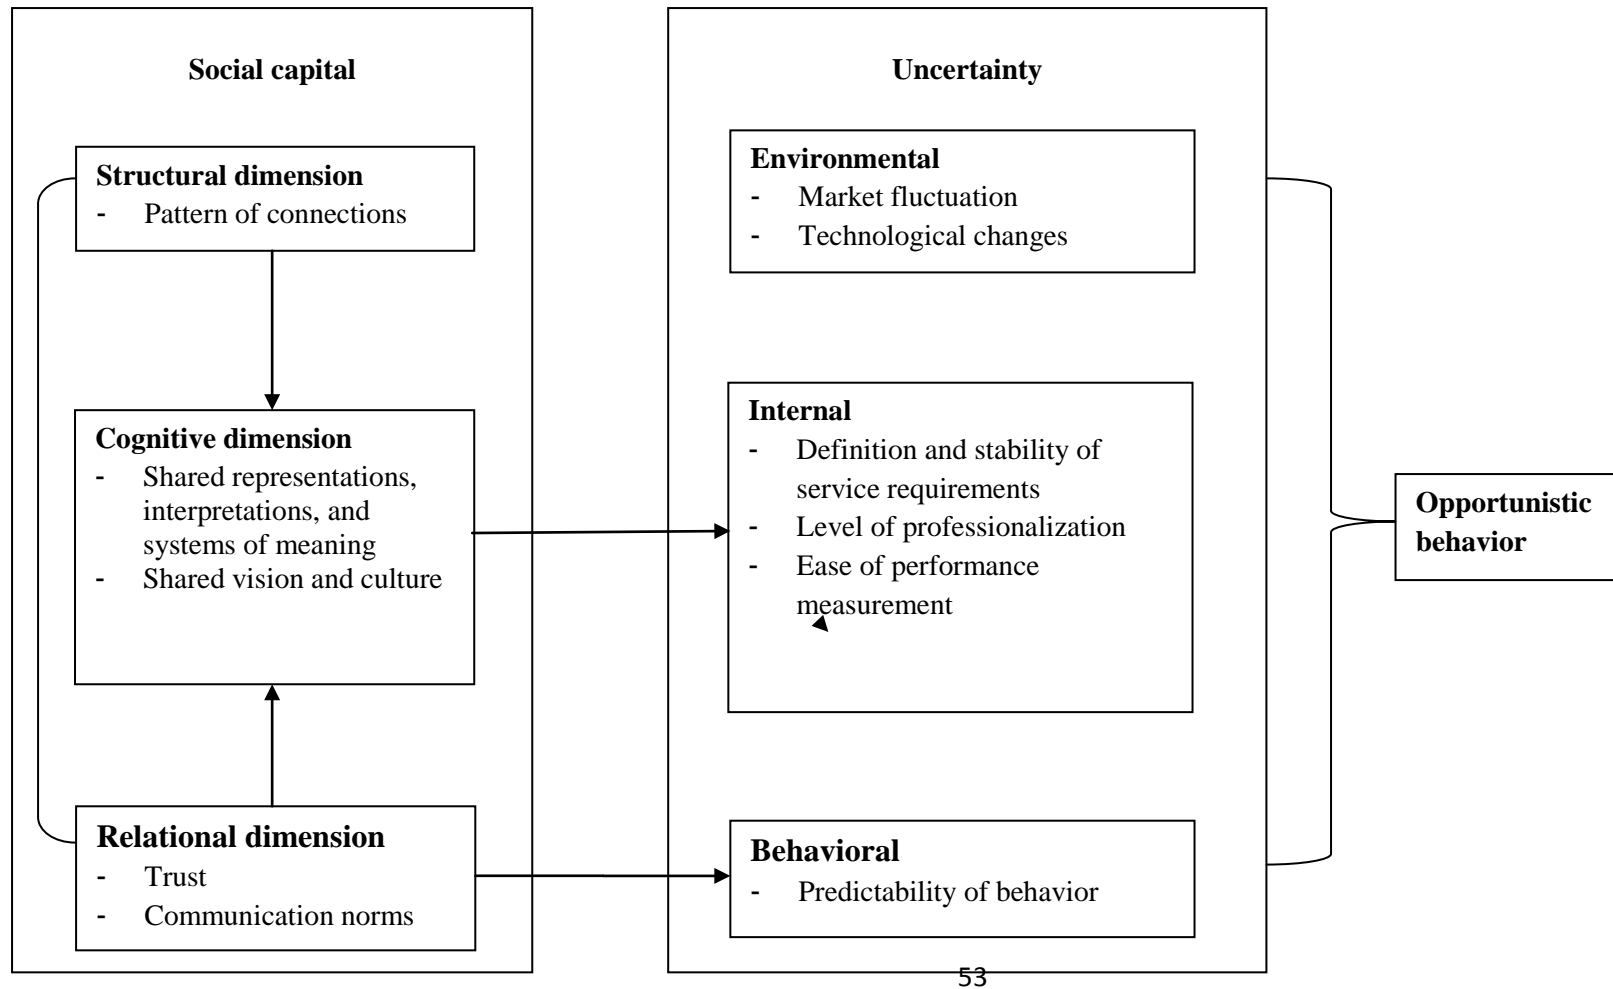 Social capital
Structural dimension
- Pattern of connections
Cognitive dimension
- Shared representations,
interpretations, and
systems of meaning
- Shared vision and culture
Relational dimension
- Trust
- Communication norms
Uncertainty
Environmental
- Market fluctuation
- Technological changes
Internal
- Definition and stability of
service requirements
- Level of professionalization
- Ease of performance
measurement
Behavioral
- Predictability of behavior
Opportunistic
behavior
53